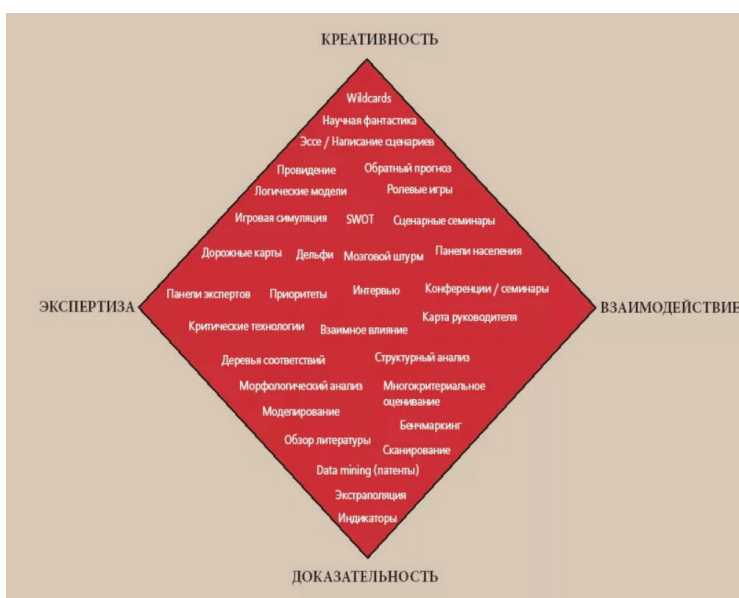 КРЕАТИВНОСТЬ
Wildcards
Научная фантастика
Эссе / Написание сценариев
Провидение
Обратный прогноз
Логические модели
Ролевые игры
Игровая симуляция
SWOT
Сценарные семинары
Дорожные карты
Дельфи
Мозговой штурм
Панели населения
Панели экспертов
Приоритеты
Интервью
Конференции / семинары
ЭКСПЕРТИЗА
ВЗАИМОДЕЙСТВИЕ
Критические технологии
Взаимное влияние
Карта руководителя
Деревья соответствий
Структурный анализ
Морфологический анализ
Многокритериальное
оценивание
Моделирование
Бенчмаркинг
Обзор литературы
Сканирование
Data mining (патенты)
Экстраполяция
Индикаторы
ДОКАЗАТЕЛЬНОСТЬ